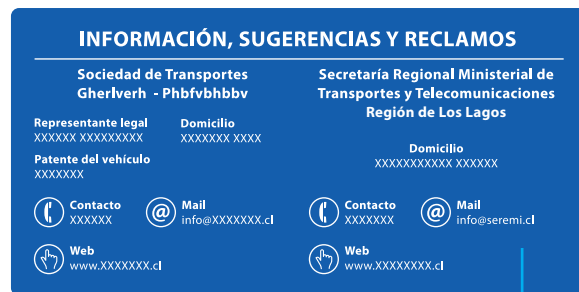 INFORMACIÓN, SUGERENCIAS Y RECLAMOS
Sociedad de Transportes
Gherlverh - Phbfvbhbbv
Representante legal
XXXXXX XXXXXXXXX
Domicilio
XXXXXXX XXXX
Patente del vehículo
XXXXXXX
Contacto
XXXXXX
@
Mail
info@XXXXXXX.cl
Web
www.XXXXXXX.cl
Secretaría Regional Ministerial de
Transportes y Telecomunicaciones
Región de Los Lagos
Domicilio
XXXXXXXXXXX XXXXXX
Contacto
XXXXXXX
@
Mail
info@seremi.cl
Web
www.XXXXXXX.cl